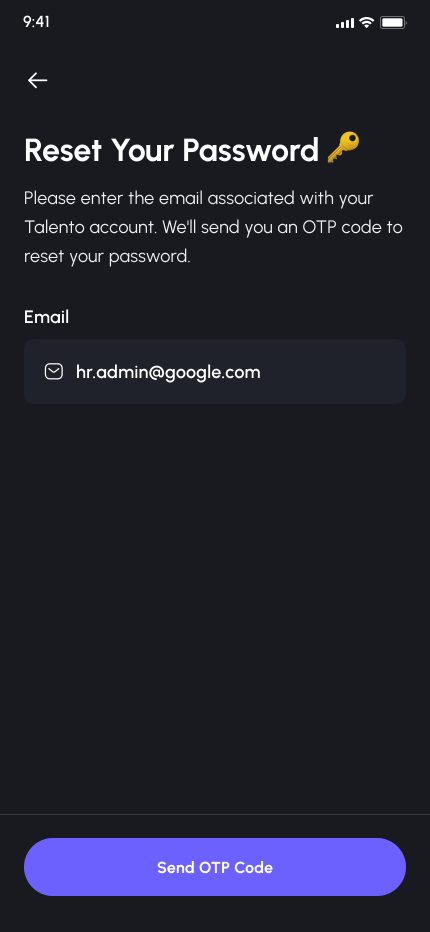 9:41
Reset Your Password 🔑
Please enter the email associated with your
Talento account. We'll send you an OTP code to
reset your password.
Email
hr.admin@google.com
Send OTP Code